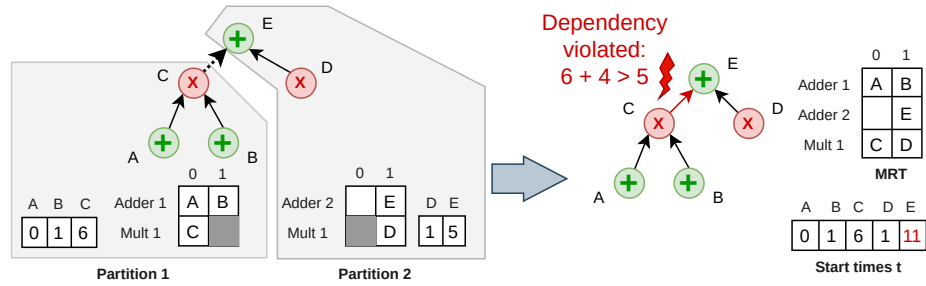 E
C
X
X
D
A
B
0 1
Adder 1 A B
Mult 1 C
A B C
0 1 6
Partition 1
0 1
Adder 2 E
Mult 1 D
D E
1 5
Partition 2
Dependency
violated:
6 + 4 > 5
E
C
X
X
D
A
B
0 1
Adder 1 A B
Adder 2 E
Mult 1 C D
MRT
A B C D E
0 1 6 1 11
Start times t